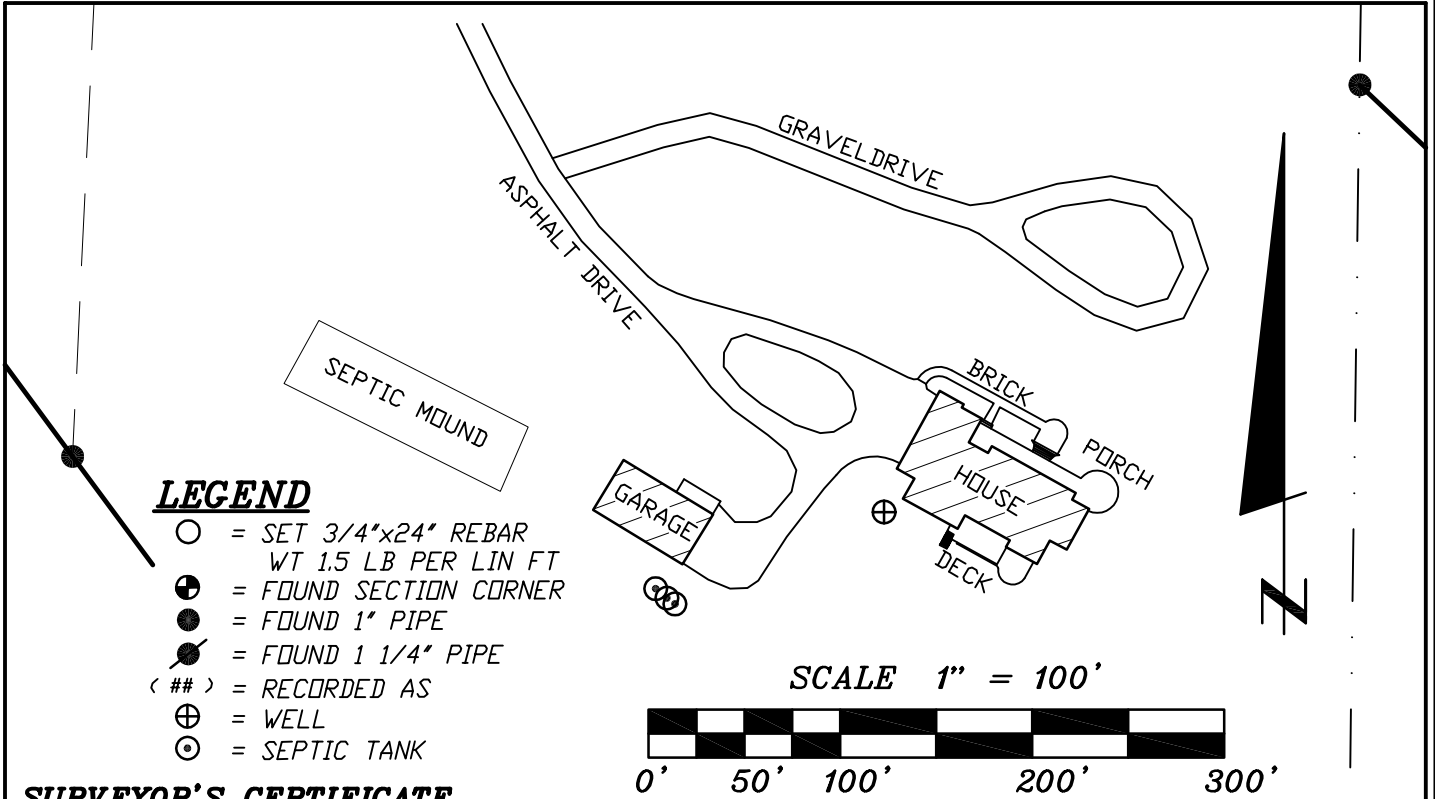 GRAVELDRIVE
ASPHALT DRIVE
SEPTIC MOUND
BRICK
PORCH
HOUSE
GARAGE
DECK
LEGEND
= SET 3/4"x24" REBAR
WT 1.5 LB PER LIN FT
= FOUND SECTION CORNER
= FOUND 1" PIPE
= FOUND 1 1/4" PIPE
( ## ) = RECORDED AS
= WELL
= SEPTIC TANK
N
SCALE 1" = 100'
0' 50' 100' 200' 300'
SURVEYOR'S CERTIFICATE